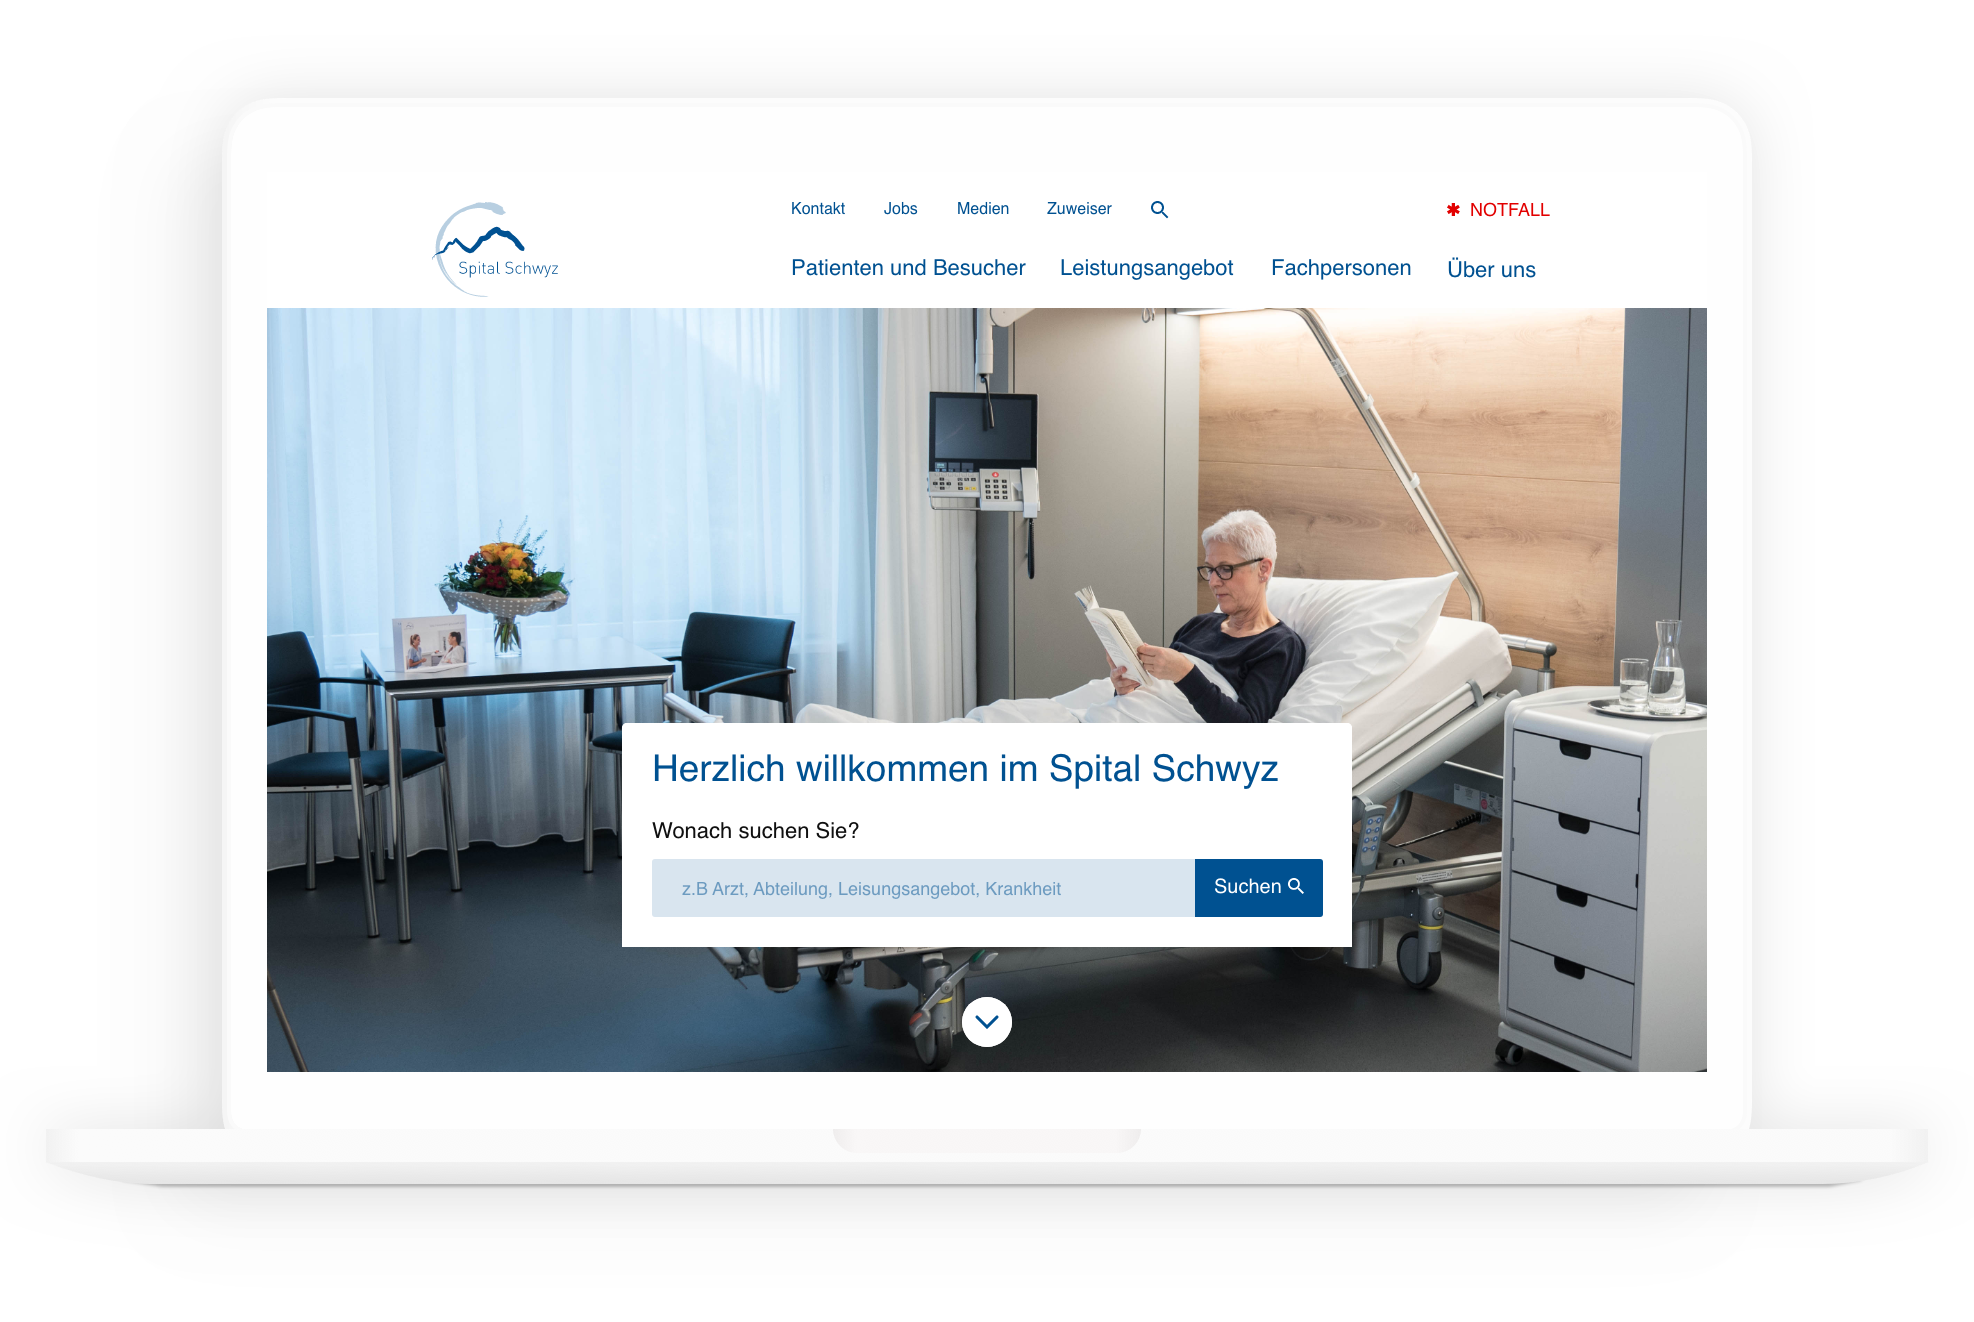 Kontakt Jobs Medien Zuweiser
✱ NOTFALL
Spital Schwyz
Patienten und Besucher Leistungsangebot Fachpersonen Über uns
Herzlich willkommen im Spital Schwyz
Wonach suchen Sie?
z.B Arzt, Abteilung, Leisungsangebot, Krankheit
Suchen